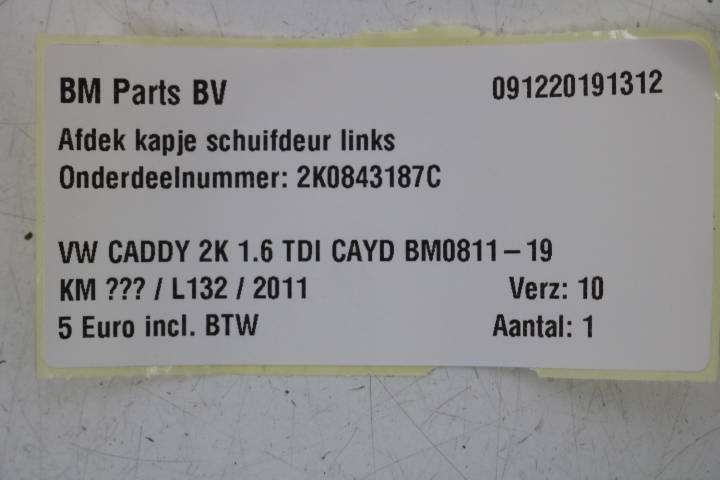 BM Parts BV 091220191312
Afdek kapje schuifdeur links
Onderdeelnummer: 2K0843187C
VW CADDY 2K 1.6 TDI CAYD BM0811-19
KM ??? / L132 / 2011 Verz: 10
5 Euro incl. BTW Aantal: 1